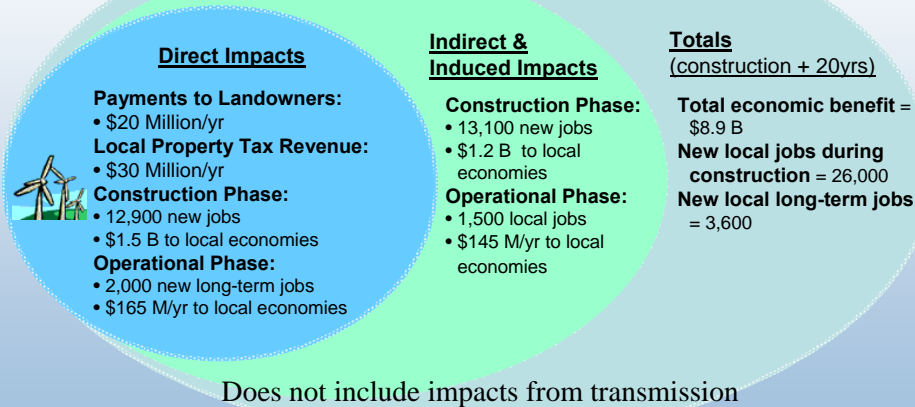 Direct Impacts
Payments to Landowners:
• $20 Million/yr
Local Property Tax Revenue:
• $30 Million/yr
Construction Phase:
• 12,900 new jobs
• $1.5 B to local economies
Operational Phase:
• 2,000 new long-term jobs
• $165 M/yr to local economies
Indirect &
Induced Impacts
Construction Phase:
• 13,100 new jobs
• $1.2 B to local
economies
Operational Phase:
• 1,500 local jobs
• $145 M/yr to local
economies
Totals
(construction + 20yrs)
Total economic benefit =
$8.9 B
New local jobs during
construction = 26,000
New local long-term jobs
= 3,600
Does not include impacts from transmission